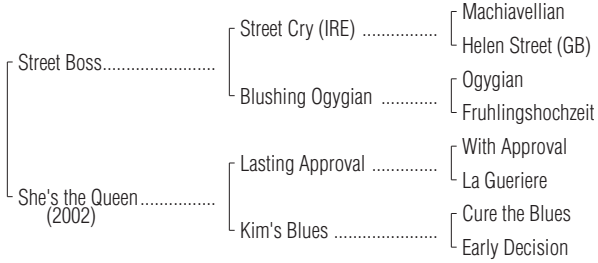 Machiavellian
Street Cry (IRE) ..................
Helen Street (GB)
Street Boss.......................
Ogygian
Blushing Ogygian .............
Fruhlingshochzeit
With Approval
Lasting Approval ...............
La Gueriere
She's the Queen...............
(2002)
Cure the Blues
Kim's Blues .......................
Early Decision